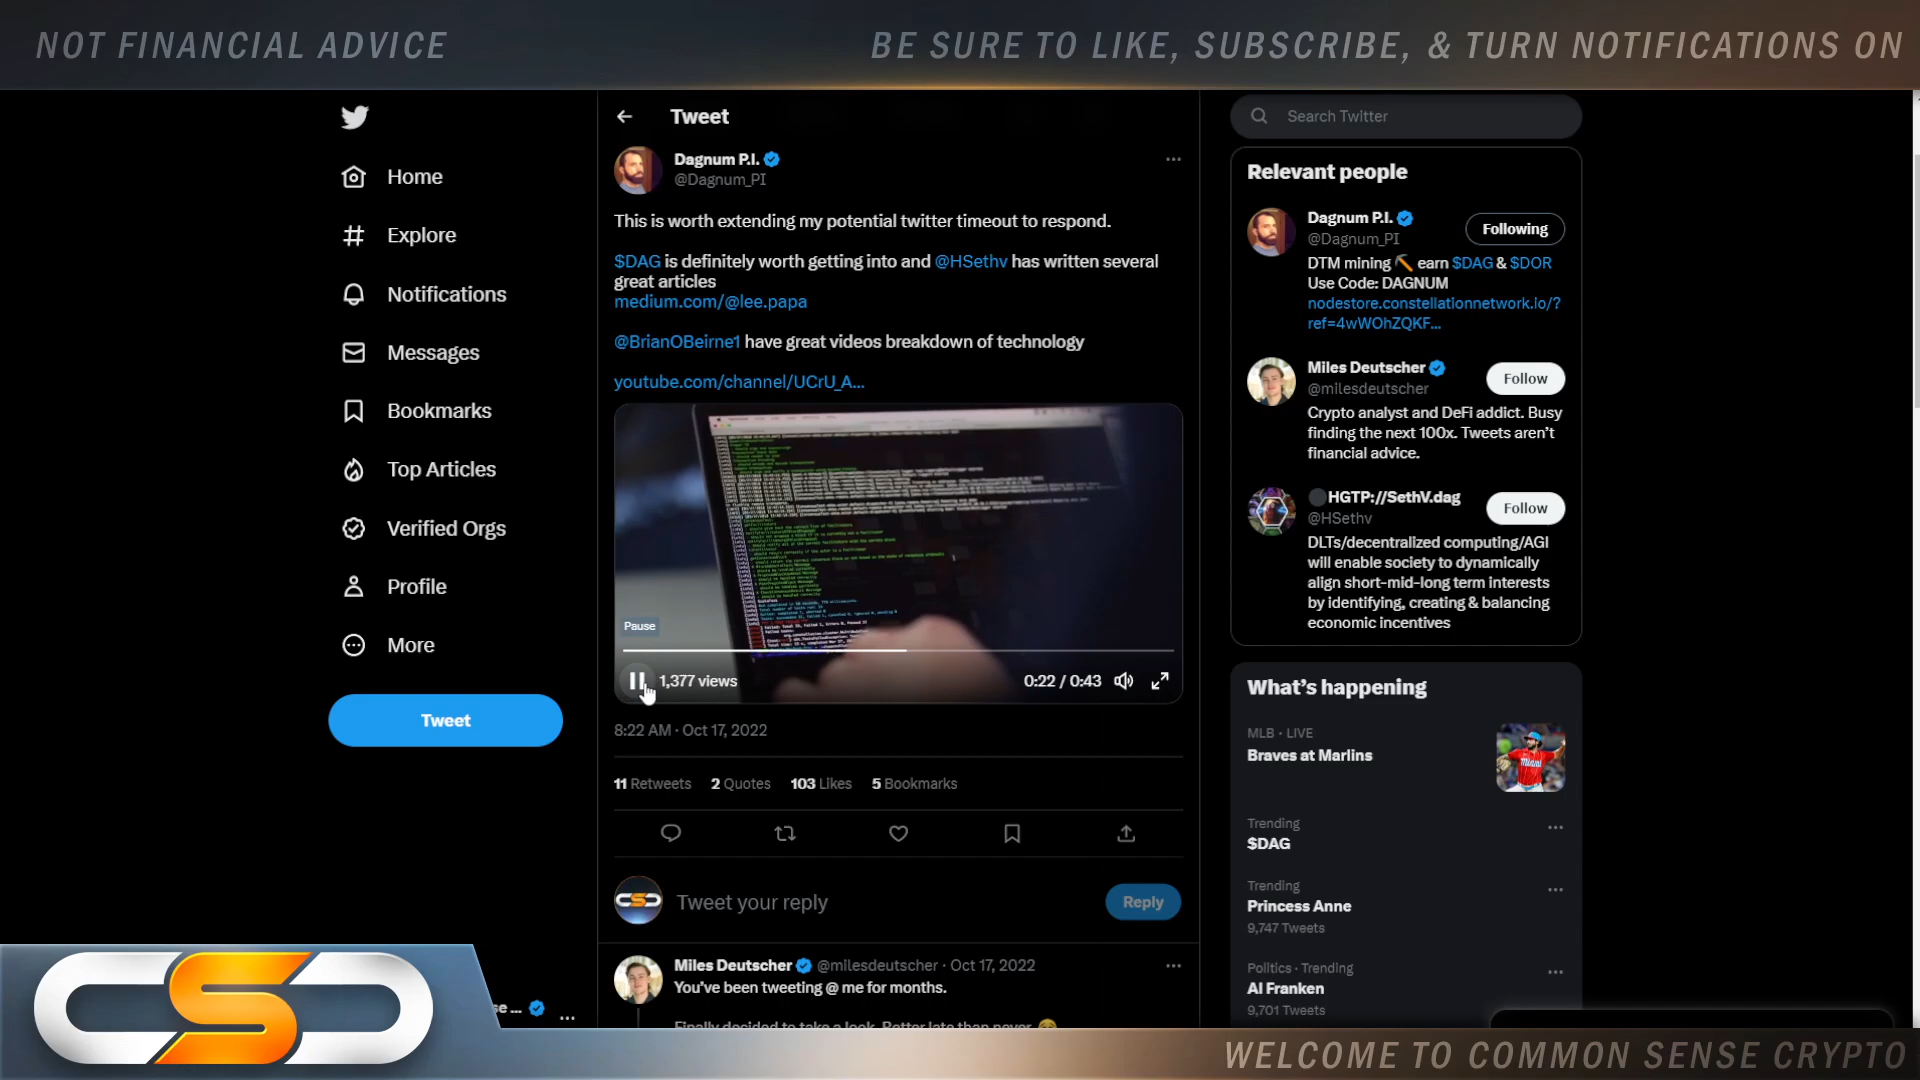 NOT FINANCIAL ADVICE
BE SURE TO LIKE, SUBSCRIBE, & TURN NOTIFICATIONS ON
Home
Explore
Notifications
Messages
Bookmarks
Top Articles
Verified Orgs
Profile
More
Tweet
Tweet
Dagnum P.I.
@Dagnum_PI
This is worth extending my potential twitter timeout to respond.
$DAG is definitely worth getting into and @HSethv has written several
great articles
medium.com/@lee.papa
@BrianOBeirne1 have great videos breakdown of technology
youtube.com/channel/UCrU_A...
Pause
1,377 views
0:22 / 0:43
8:22 AM · Oct 17, 2022
11 Retweets 2 Quotes 103 Likes 5 Bookmarks
Tweet your reply
Reply
Miles Deutscher @milesdeutscher · Oct 17, 2022
You've been tweeting @ me for months.
Finally decided to take a look. Better late than never
Search Twitter
Relevant people
Dagnum P.I.
@Dagnum_PI
Following
DTM mining earn $DAG & $DOR
Use Code: DAGNUM
nodestore.constellationnetwork.io/?
ref=4wWOhZQKF...
Miles Deutscher
@milesdeutscher
Follow
Crypto analyst and DeFi addict. Busy
finding the next 100x. Tweets aren't
financial advice.
HGTP://SethV.dag
@HSethv
Follow
DLTs/decentralized computing/AGI
will enable society to dynamically
align short-mid-long term interests
by identifying, creating & balancing
economic incentives
What's happening
MLB · LIVE
Braves at Marlins
Trending
$DAG
Trending
Princess Anne
9,747 Tweets
Politics · Trending
Al Franken
9,701 Tweets
CSC
se ...
WELCOME TO COMMON SENSE CRYPTO